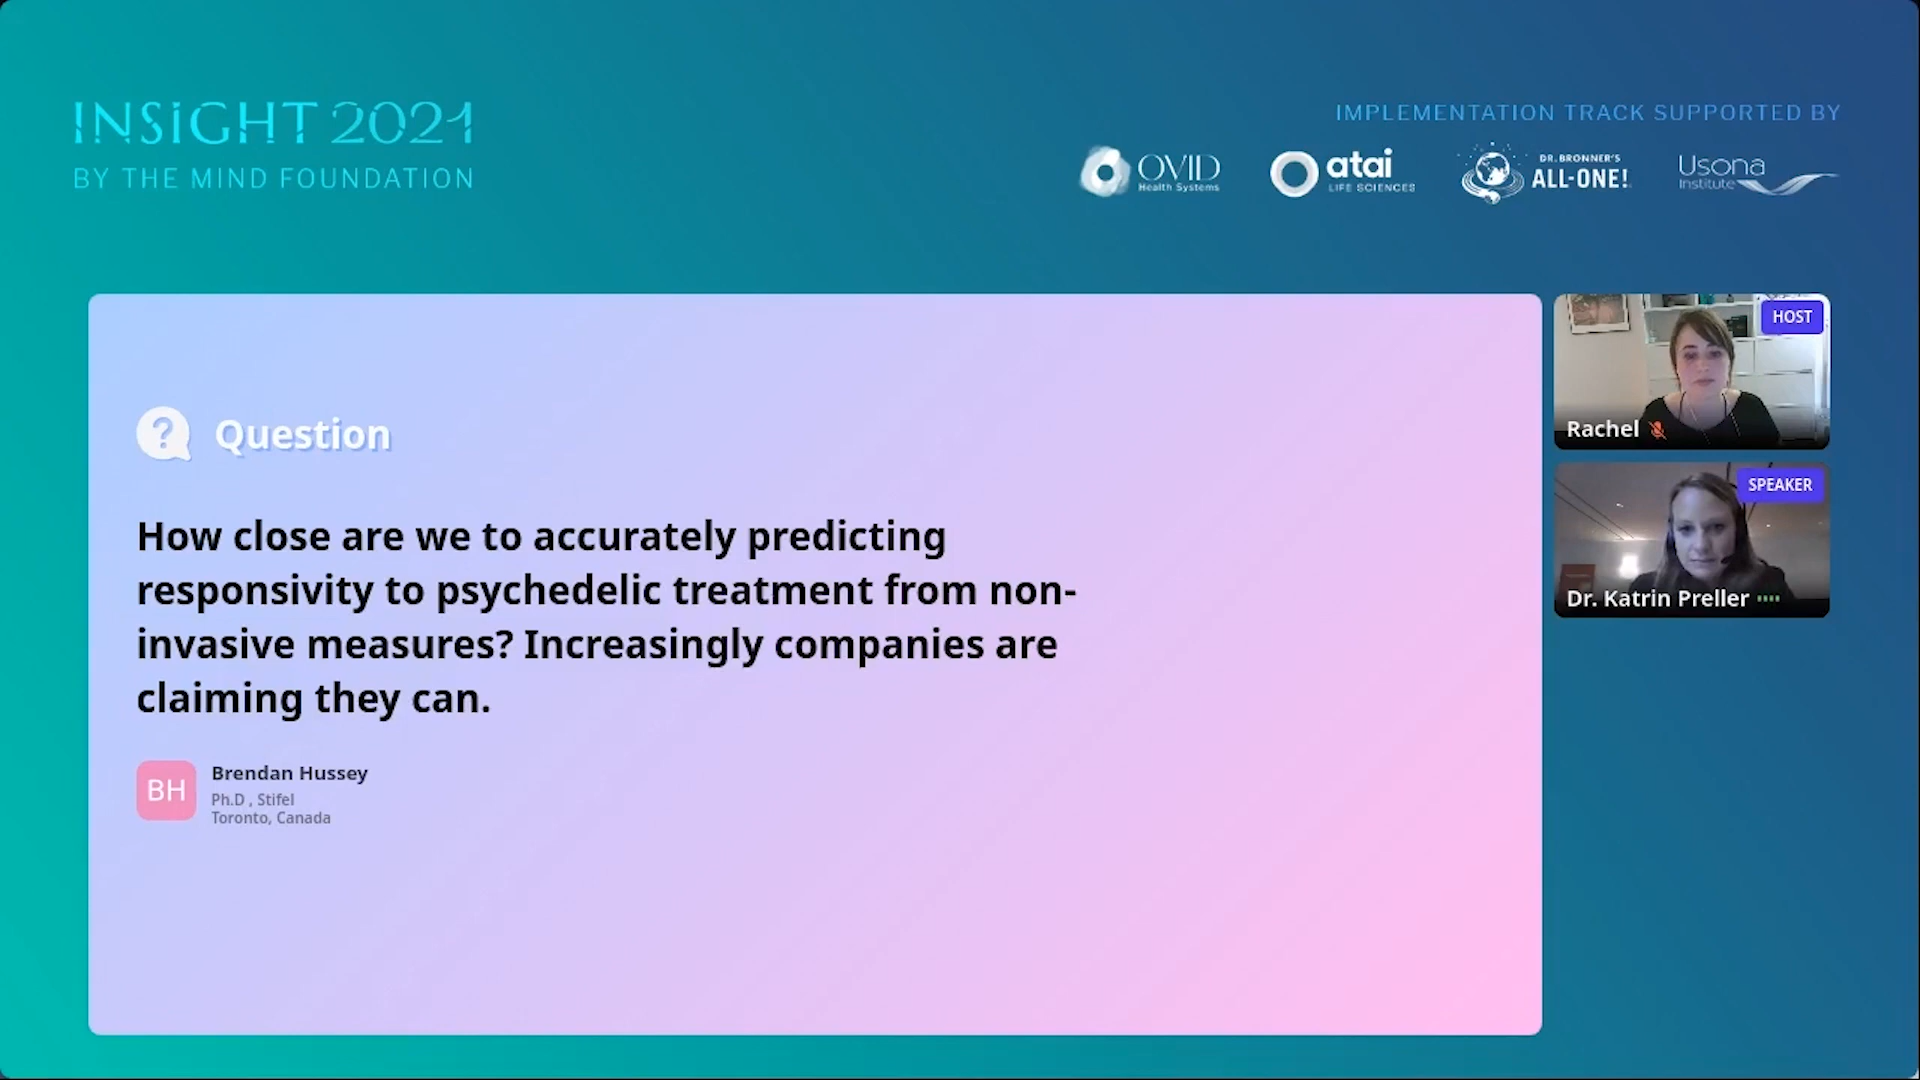 INSiGHT 2021
BY THE MIND FOUNDATION
IMPLEMENTATION TRACK SUPPORTED BY
OVID
Health Systems
atai
LIFE SCIENCES
DR. BRONNER'S
ALL-ONE!
Usona
Institute
Question
How close are we to accurately predicting
responsivity to psychedelic treatment from non-
invasive measures? Increasingly companies are
claiming they can.
BH
Brendan Hussey
Ph.D , Stifel
Toronto, Canada
HOST
Rachel
SPEAKER
Dr. Katrin Preller